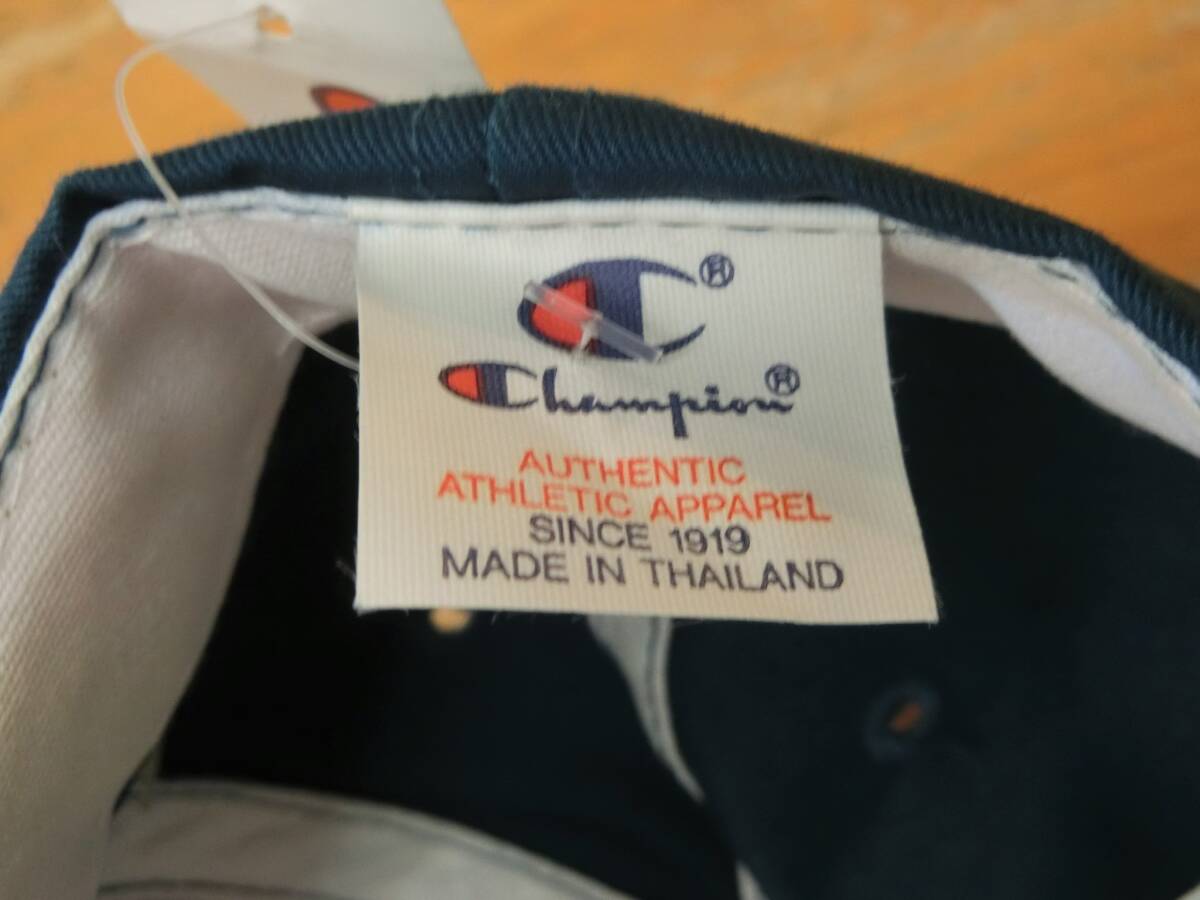 C®
Champion®
AUTHENTIC
ATHLETIC APPAREL
SINCE 1919
MADE IN THAILAND